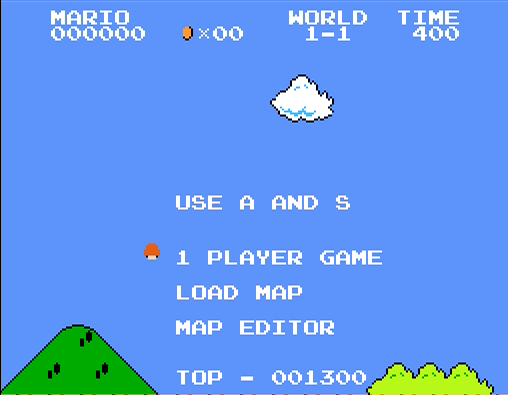 MARIO WORLD TIME
000000 ×00 1-1 400
USE A AND S
1 PLAYER GAME
LOAD MAP
MAP EDITOR
TOP - 001300